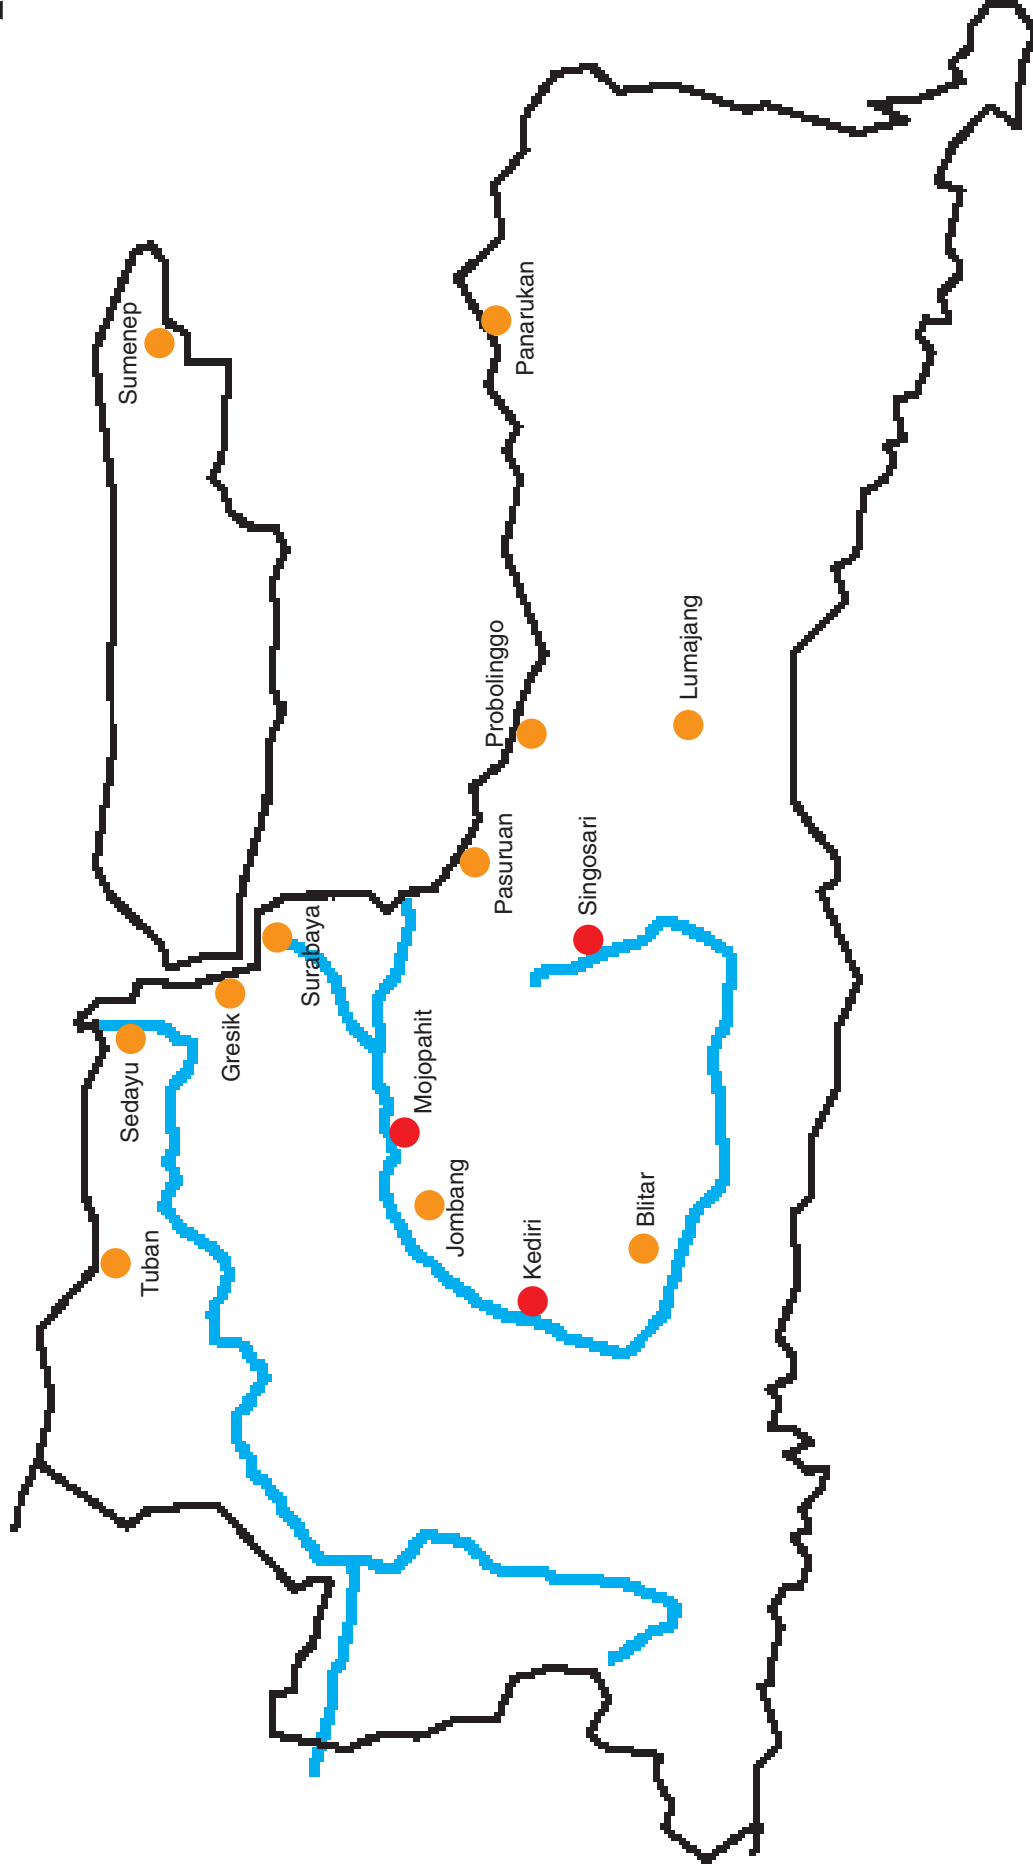 Sumenep
Tuban
Sedayu
Gresik
Surabaya
Mojopahit
Jombang
Pasuruan
Probolinggo
Panarukan
Kediri
Singosari
Blitar
Lumajang